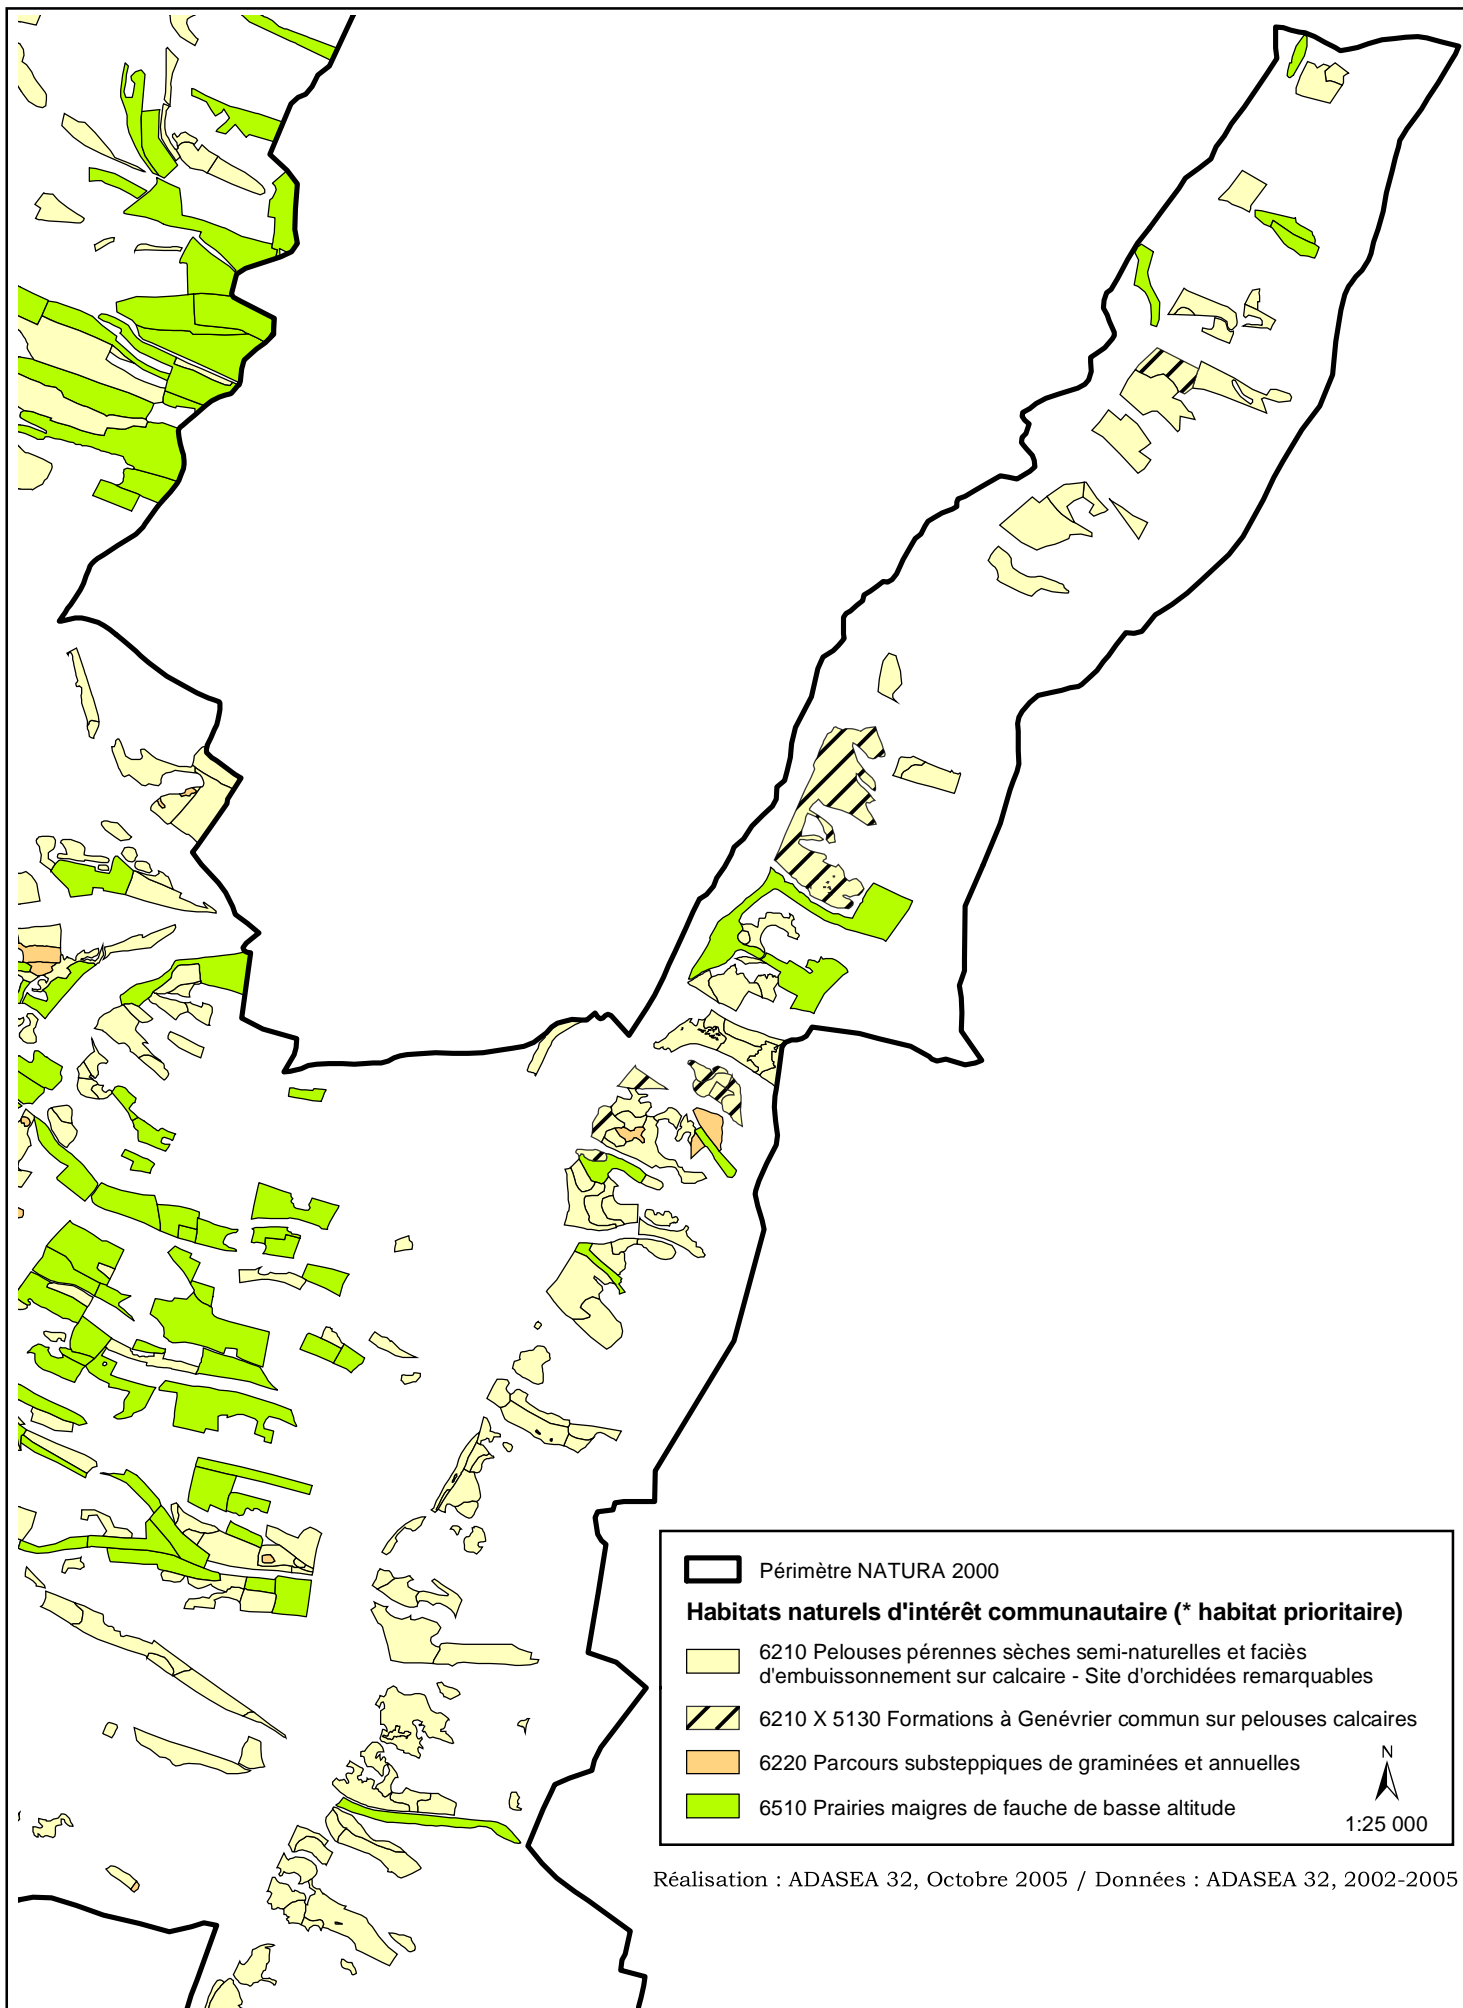 Périmètre NATURA 2000
Habitats naturels d'intérêt communautaire (* habitat prioritaire)
6210 Pelouses pérennes sèches semi-naturelles et faciès
d'embuissonnement sur calcaire - Site d'orchidées remarquables
6210 X 5130 Formations à Genévrier commun sur pelouses calcaires
6220 Parcours substeppiques de graminées et annuelles
6510 Prairies maigres de fauche de basse altitude
N
1:25 000
Réalisation : ADASEA 32, Octobre 2005 / Données : ADASEA 32, 2002-2005